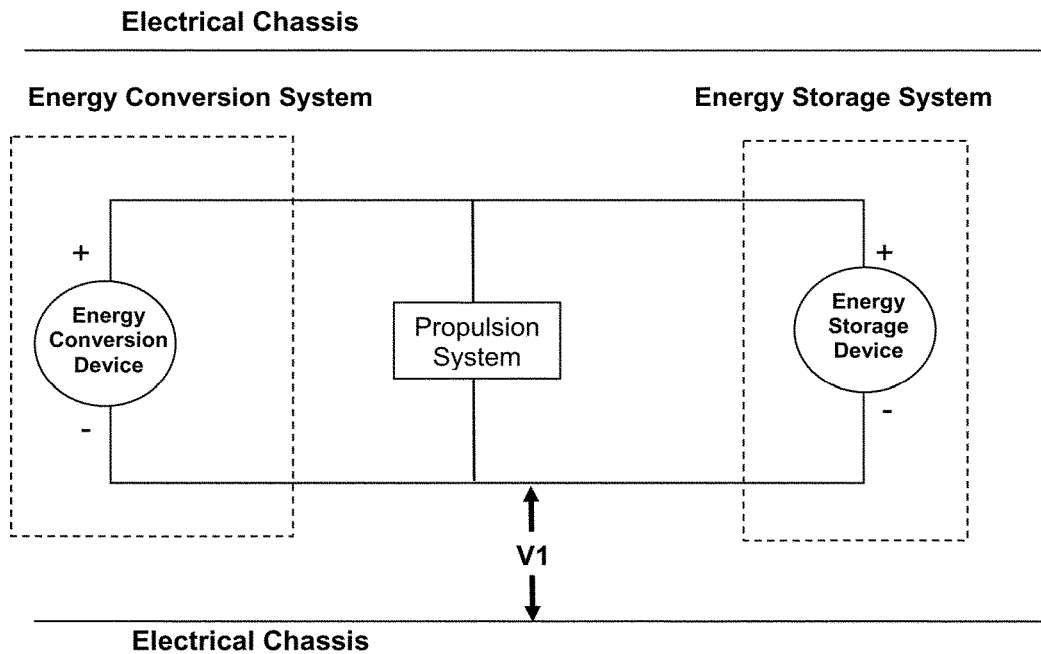 Electrical Chassis
Energy Conversion System
Energy Storage System
+
+
Energy
Conversion
Device
Propulsion
System
Energy
Storage
Device
-
-
V1
Electrical Chassis